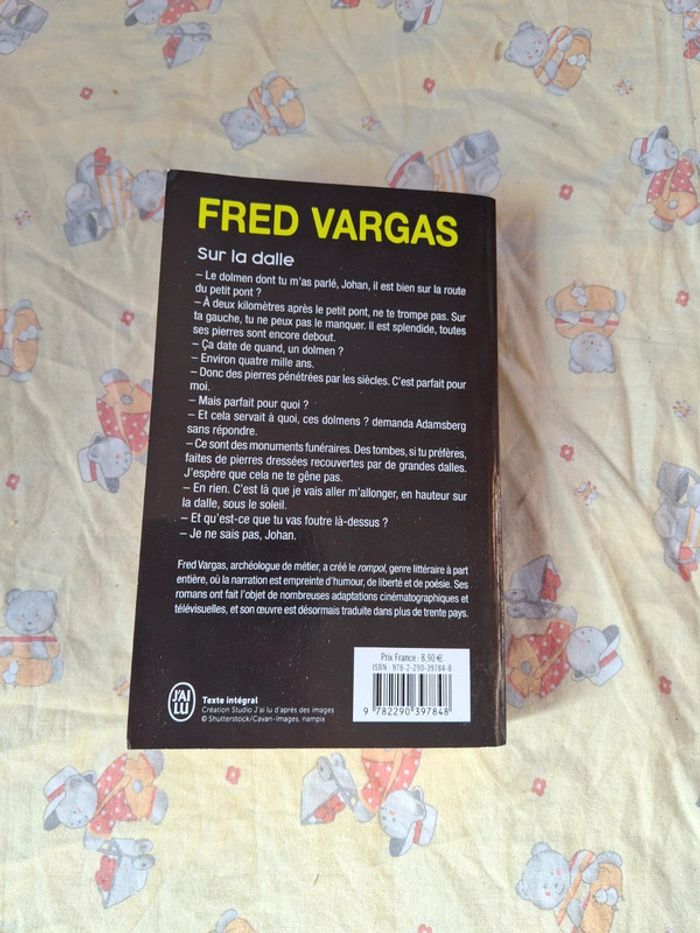 FRED VARGAS
Sur la dalle
– Le dolmen dont tu m'as parlé, Johan, il est bien sur la route
du petit pont ?
– À deux kilomètres après le petit pont, ne te trompe pas. Sur
ta gauche, tu ne peux pas le manquer. Il est splendide, toutes
ses pierres sont encore debout.
– Ça date de quand, un dolmen ?
– Environ quatre mille ans.
– Donc des pierres pénétrées par les siècles. C'est parfait pour
moi.
– Mais parfait pour quoi ?
– Et cela servait à quoi, ces dolmens ? demanda Adamsberg
sans répondre.
– Ce sont des monuments funéraires. Des tombes, si tu préfères,
faites de pierres dressées recouvertes par de grandes dalles.
J'espère que cela ne te gêne pas.
– En rien. C'est là que je vais aller m'allonger, en hauteur sur
la dalle, sous le soleil.
– Et qu'est-ce que tu vas foutre là-dessus ?
– Je ne sais pas, Johan.
Fred Vargas, archéologue de métier, a créé le rompol, genre littéraire à part
entière, où la narration est empreinte d'humour, de liberté et de poésie. Ses
romans ont fait l'objet de nombreuses adaptations cinématographiques et
télévisuelles, et son œuvre est désormais traduite dans plus de trente pays.
Prix France : 8,90 €
ISBN : 978-2-290-39784-8
9 782290 397848
J'AI
LU
Texte intégral
Création Studio J'ai lu d'après des images
© Shutterstock/Cavan-Images, nampix